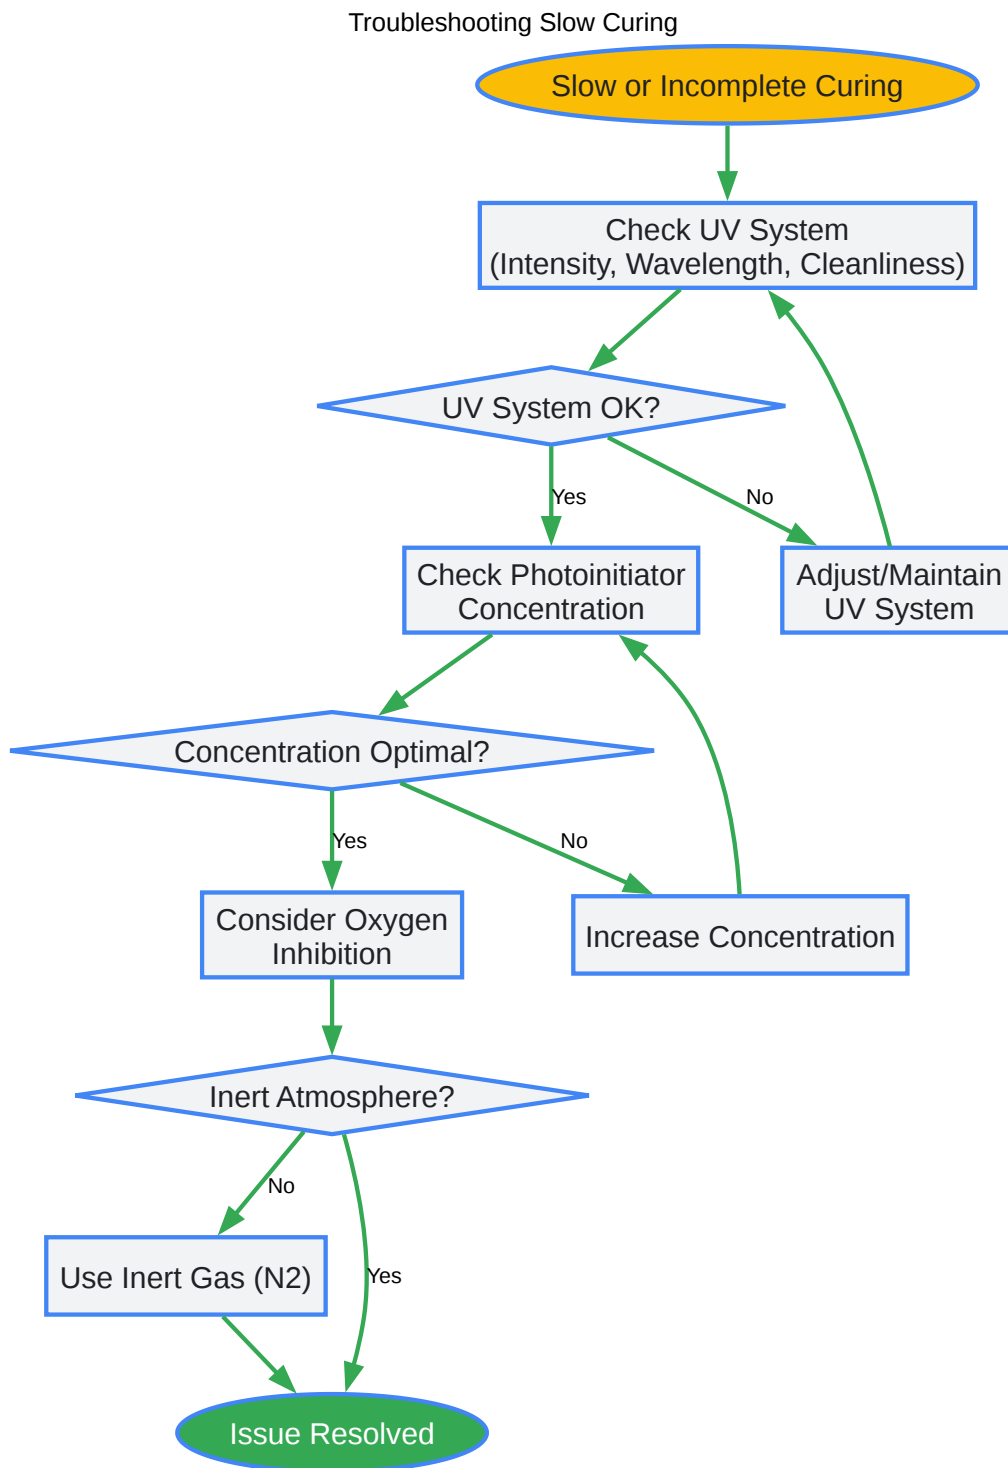 Troubleshooting Slow Curing
Slow or Incomplete Curing
Check UV System
(Intensity, Wavelength, Cleanliness)
UV System OK?
Yes
No
Check Photoinitiator
Concentration
Adjust/Maintain
UV System
Concentration Optimal?
Yes
No
Consider Oxygen
Inhibition
Increase Concentration
Inert Atmosphere?
No
Yes
Use Inert Gas (N2)
Issue Resolved